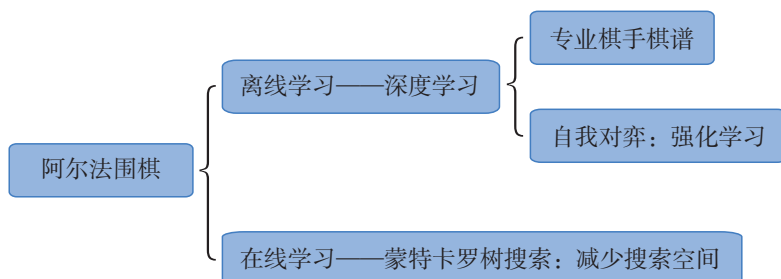 专业棋手棋谱
离线学习——深度学习
自我对弈：强化学习
阿尔法围棋
在线学习——蒙特卡罗树搜索：减少搜索空间